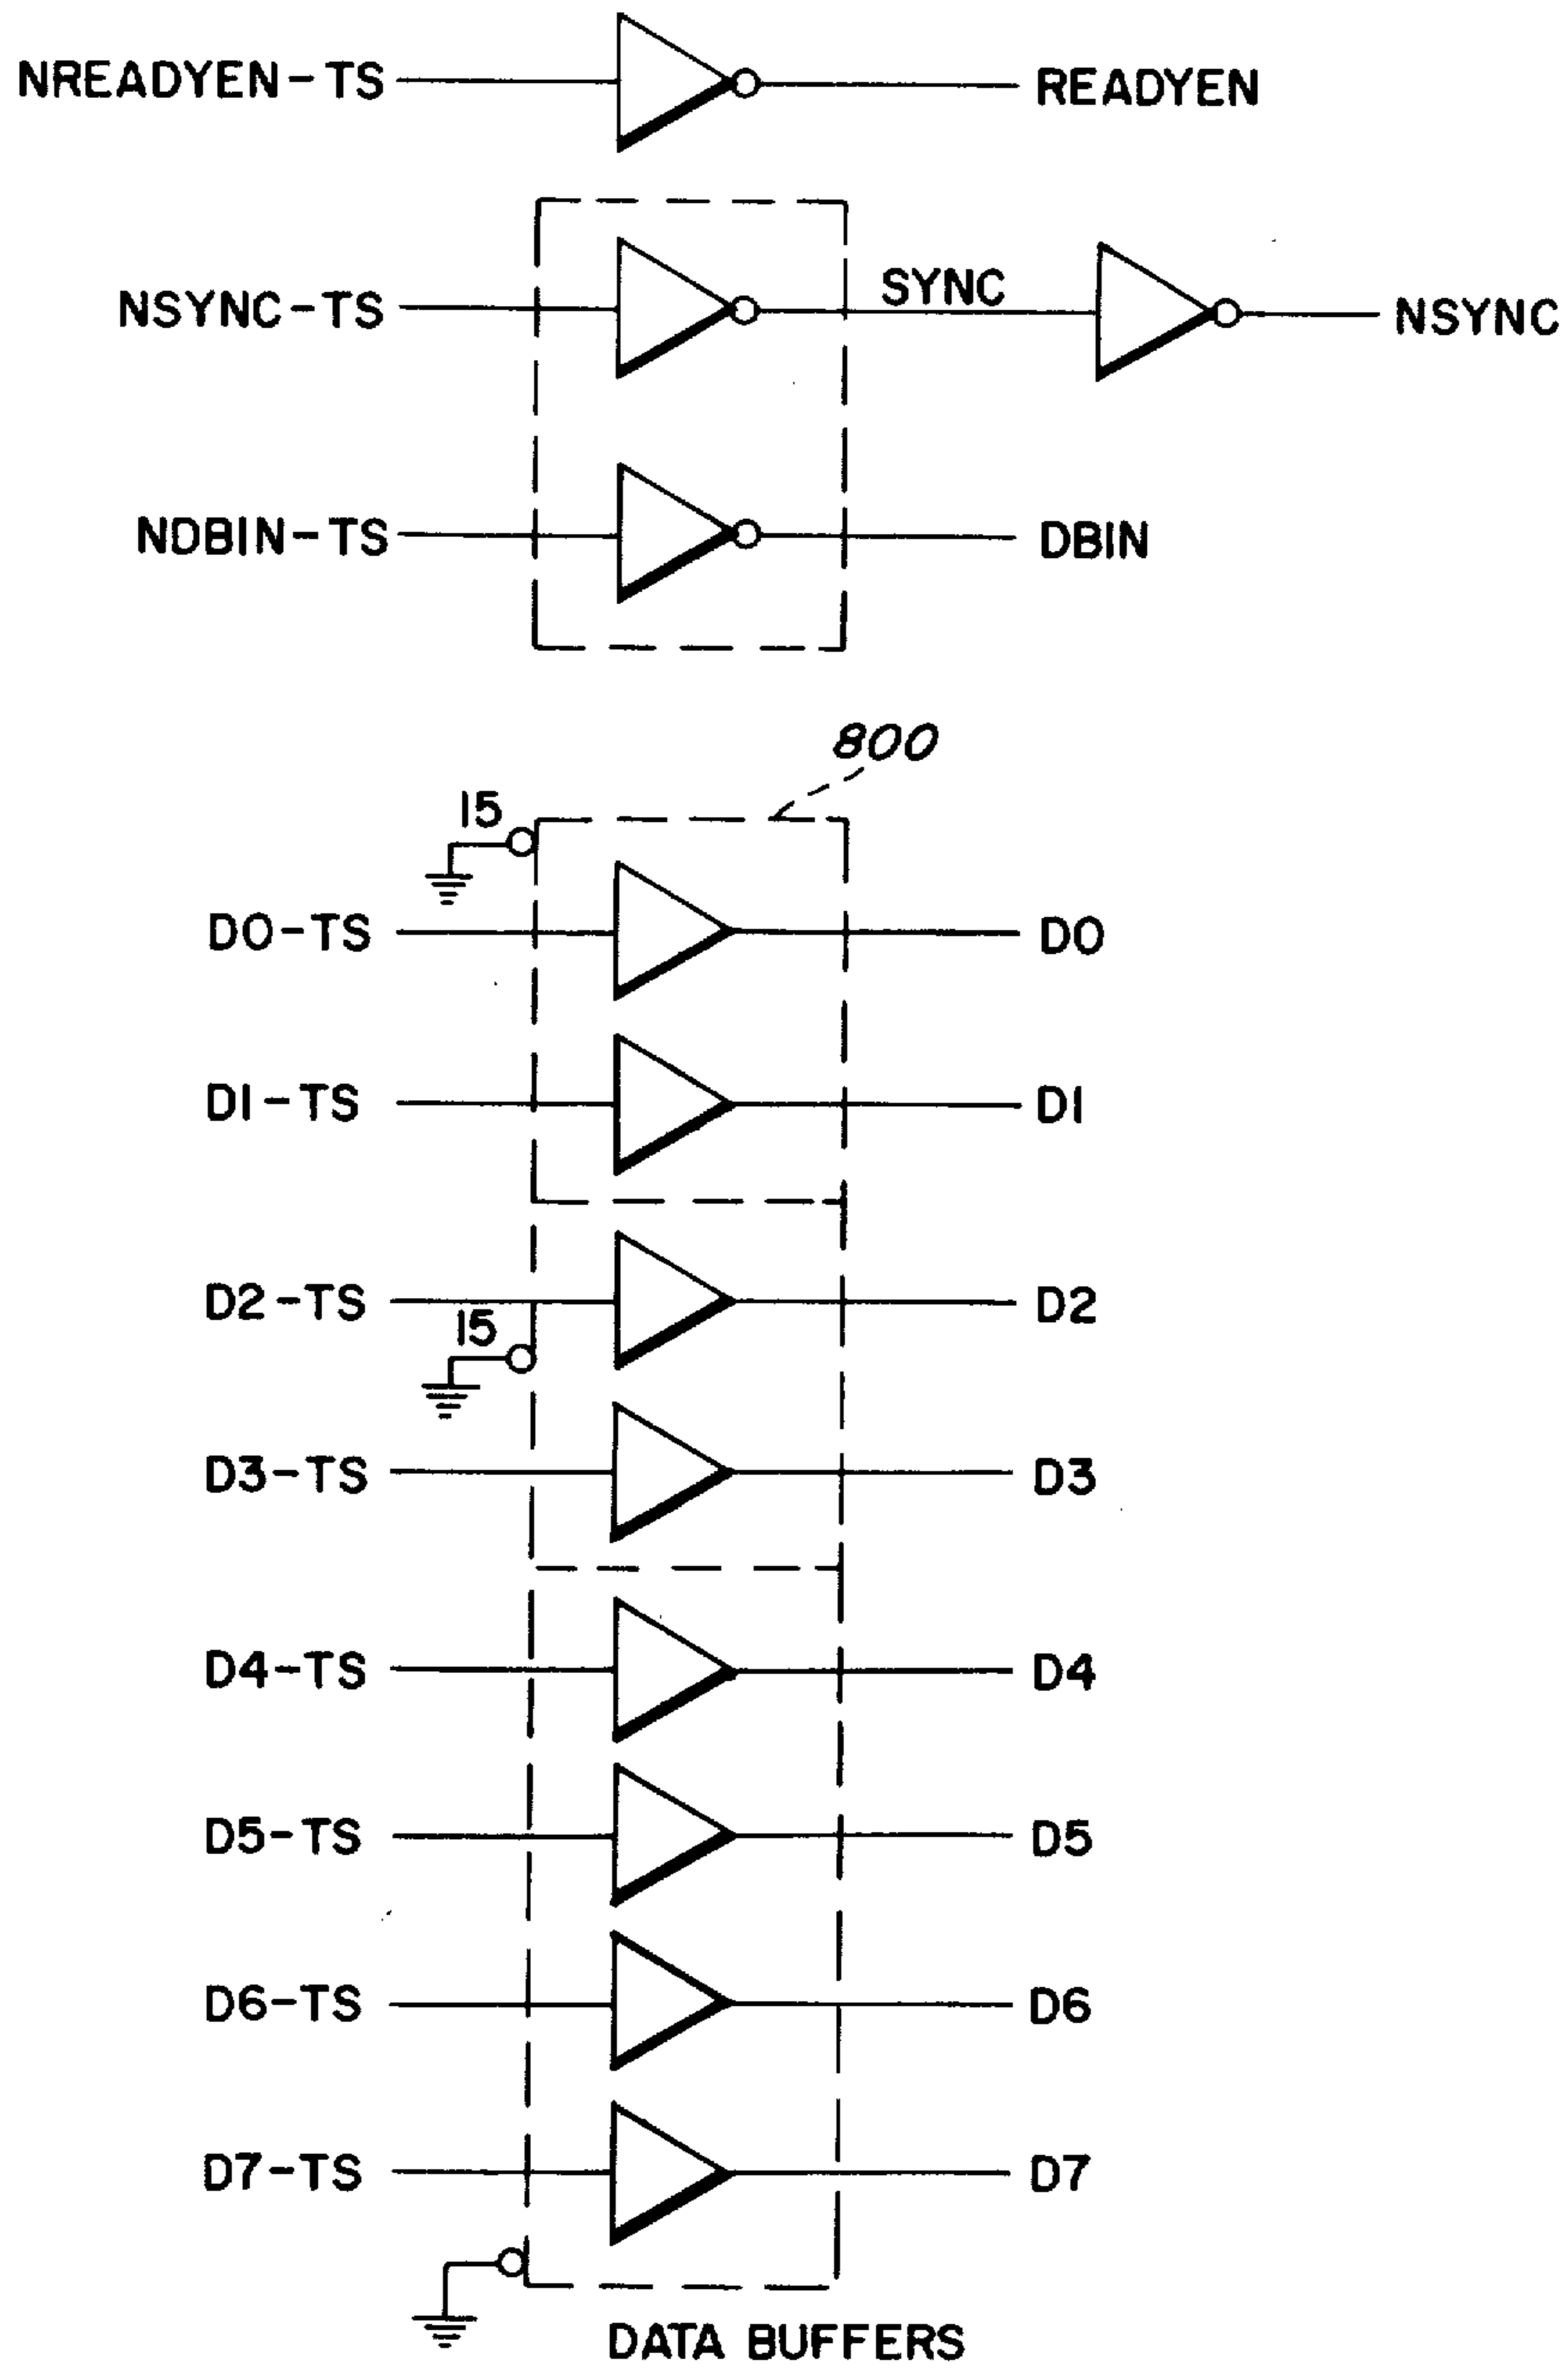 NREADYEN-TS READYEN
NSYNC-TS SYNC NSYNC
NDBIN-TS DBIN
800
15
D0-TS D0
D1-TS D1
D2-TS D2
15
D3-TS D3
D4-TS D4
D5-TS D5
D6-TS D6
D7-TS D7
DATA BUFFERS